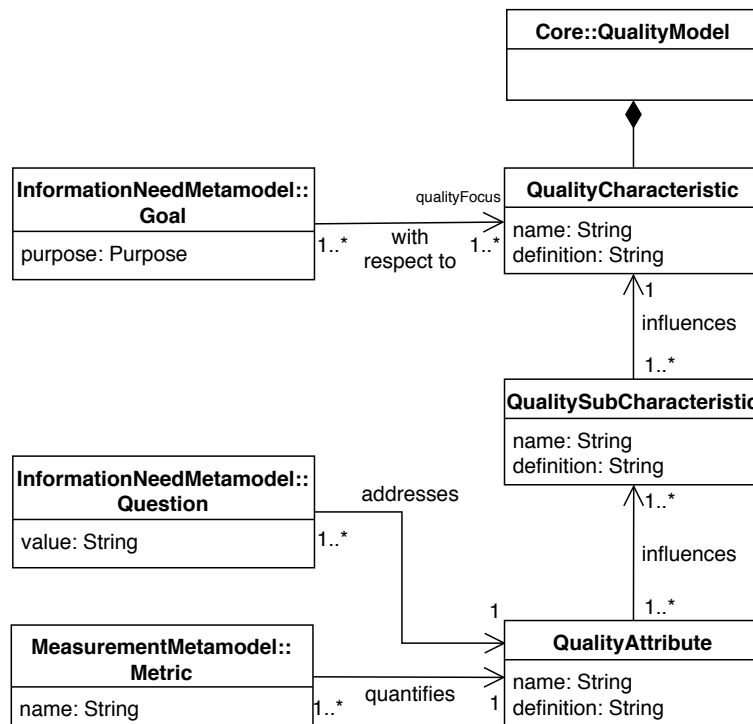 Core::QualityModel
InformationNeedMetamodel::
Goal
purpose: Purpose
qualityFocus
1..*
with
respect to
1..*
QualityCharacteristic
name: String
definition: String
1
influences
1..*
QualitySubCharacteristic
name: String
definition: String
InformationNeedMetamodel::
Question
value: String
addresses
1..*
1..*
influences
1..*
1
QualityAttribute
name: String
definition: String
MeasurementMetamodel::
Metric
name: String
1..*
quantifies
1